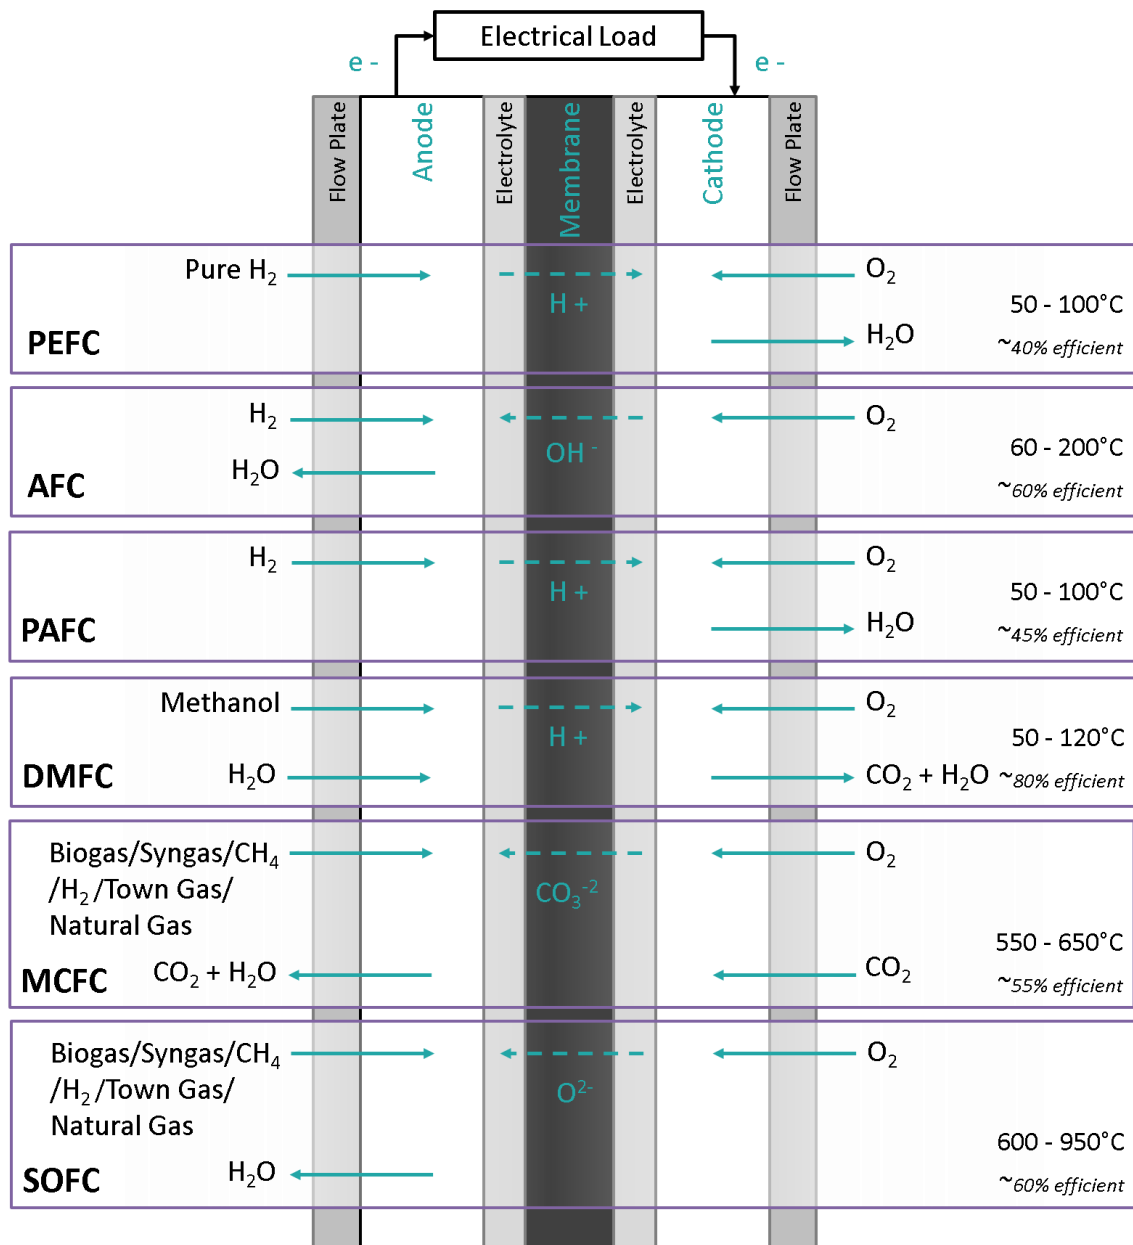 Electrical Load
e -
e -
Flow Plate
Anode
Electrolyte
Membrane
Electrolyte
Cathode
Flow Plate
Pure H₂
O₂
H +
50 - 100°C
PEFC
H₂O
~40% efficient
H₂
O₂
OH ⁻
60 - 200°C
H₂O
AFC
~60% efficient
H₂
O₂
H +
50 - 100°C
PAFC
H₂O
~45% efficient
Methanol
O₂
H +
50 - 120°C
DMFC
H₂O
CO₂ + H₂O
~80% efficient
Biogas/Syngas/CH₄
/H₂ /Town Gas/
Natural Gas
O₂
CO₃⁻²
550 - 650°C
MCFC
CO₂ + H₂O
CO₂
~55% efficient
Biogas/Syngas/CH₄
/H₂ /Town Gas/
Natural Gas
O₂
O²⁻
600 - 950°C
SOFC
H₂O
~60% efficient